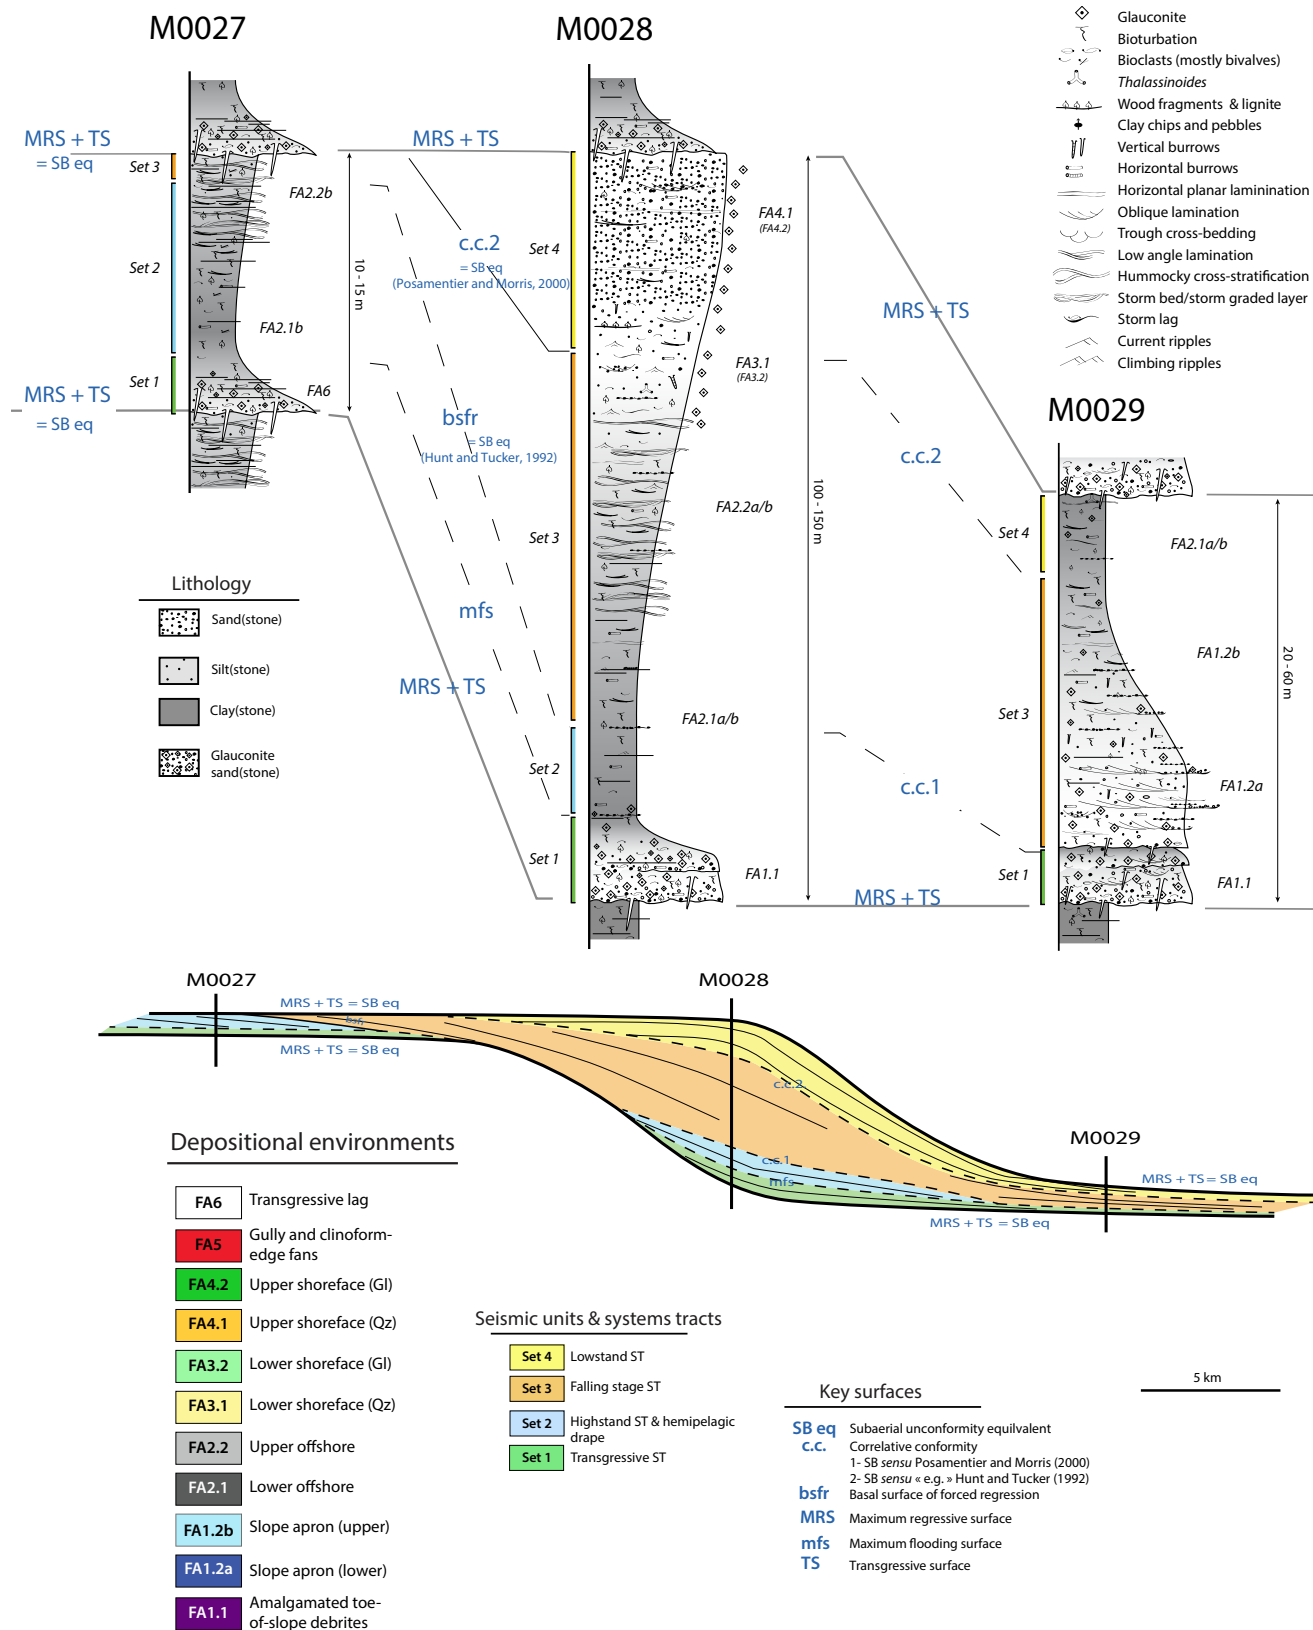 M0027
M0028
M0029
Glauconite
Bioturbation
Bioclasts (mostly bivalves)
Thalassinoides
Wood fragments & lignite
Clay chips and pebbles
Vertical burrows
Horizontal burrows
Horizontal planar laminination
Oblique lamination
Trough cross-bedding
Low angle lamination
Hummocky cross-stratification
Storm bed/storm graded layer
Storm lag
Current ripples
Climbing ripples
MRS + TS
= SB eq
Set 3
Set 2
Set 1
FA2.2b
FA2.1b
FA6
MRS + TS
= SB eq
10 - 15 m
MRS + TS
c.c.2
= SB eq
(Posamentier and Morris, 2000)
bsfr
= SB eq
(Hunt and Tucker, 1992)
mfs
MRS + TS
Set 4
Set 3
Set 2
Set 1
FA4.1
(FA4.2)
FA3.1
(FA3.2)
FA2.2a/b
FA2.1a/b
FA1.1
100 - 150 m
MRS + TS
c.c.2
c.c.1
MRS + TS
Set 4
Set 3
Set 1
FA2.1a/b
FA1.2b
FA1.2a
FA1.1
20 - 60 m
Lithology
Sand(stone)
Silt(stone)
Clay(stone)
Glauconite
sand(stone)
M0027
M0028
M0029
MRS + TS = SB eq
bsfr
MRS + TS = SB eq
c.c.2
c.c.1
mfs
MRS + TS = SB eq
MRS + TS= SB eq
Depositional environments
FA6 Transgressive lag
FA5 Gully and clinoform-
edge fans
FA4.2 Upper shoreface (Gl)
FA4.1 Upper shoreface (Qz)
FA3.2 Lower shoreface (Gl)
FA3.1 Lower shoreface (Qz)
FA2.2 Upper offshore
FA2.1 Lower offshore
FA1.2b Slope apron (upper)
FA1.2a Slope apron (lower)
FA1.1 Amalgamated toe-
of-slope debrites
Seismic units & systems tracts
Set 4 Lowstand ST
Set 3 Falling stage ST
Set 2 Highstand ST & hemipelagic
drape
Set 1 Transgressive ST
5 km
Key surfaces
SB eq Subaerial unconformity equilvalent
c.c. Correlative conformity
1- SB sensu Posamentier and Morris (2000)
2- SB sensu « e.g. » Hunt and Tucker (1992)
bsfr Basal surface of forced regression
MRS Maximum regressive surface
mfs Maximum flooding surface
TS Transgressive surface